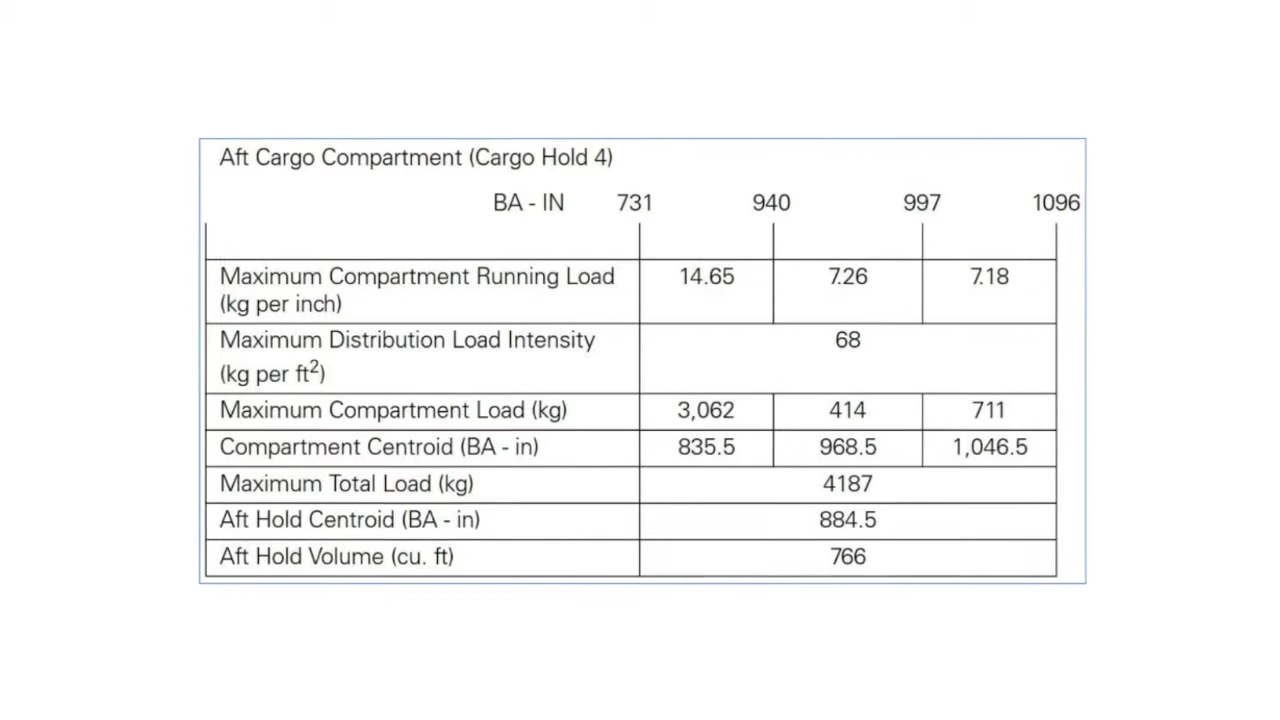 Aft Cargo Compartment (Cargo Hold 4)
BA - IN 731 940 997 1096
Maximum Compartment Running Load 14.65 7.26 7.18
(kg per inch)
Maximum Distribution Load Intensity 68
(kg per ft²)
Maximum Compartment Load (kg) 3,062 414 711
Compartment Centroid (BA - in) 835.5 968.5 1,046.5
Maximum Total Load (kg) 4187
Aft Hold Centroid (BA - in) 884.5
Aft Hold Volume (cu. ft) 766